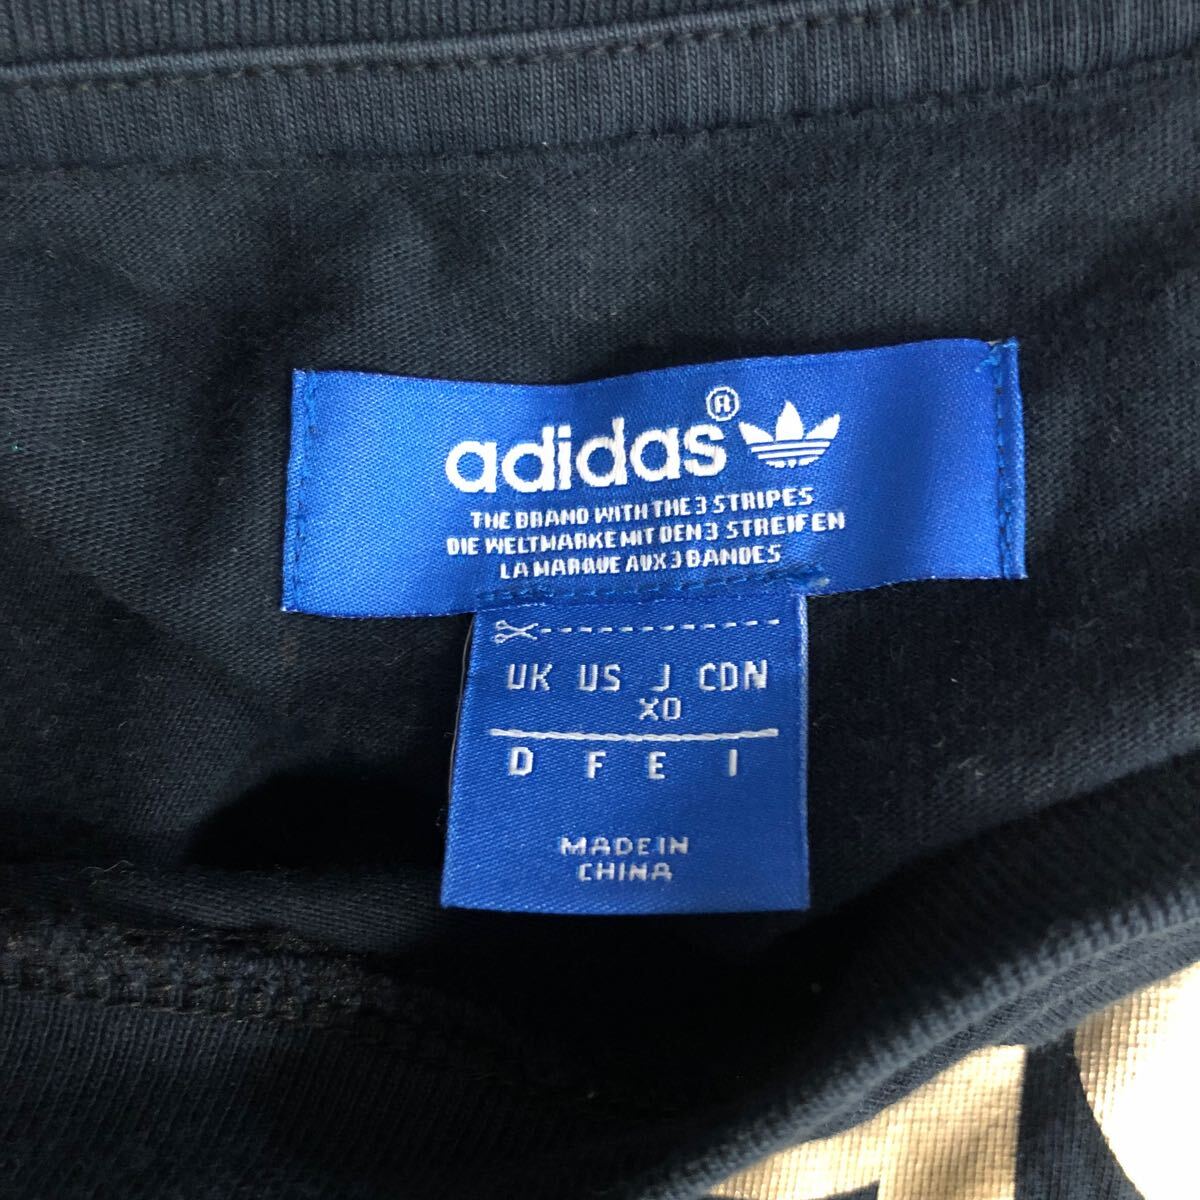 adidas ®
THE BRAND WITH THE 3 STRIPES
DIE WELTMARKE MIT DEN 3 STREIFEN
LA MARQUE AUX 3 BANDES
UK US J CDN
XO
D F E I
MADE IN
CHINA